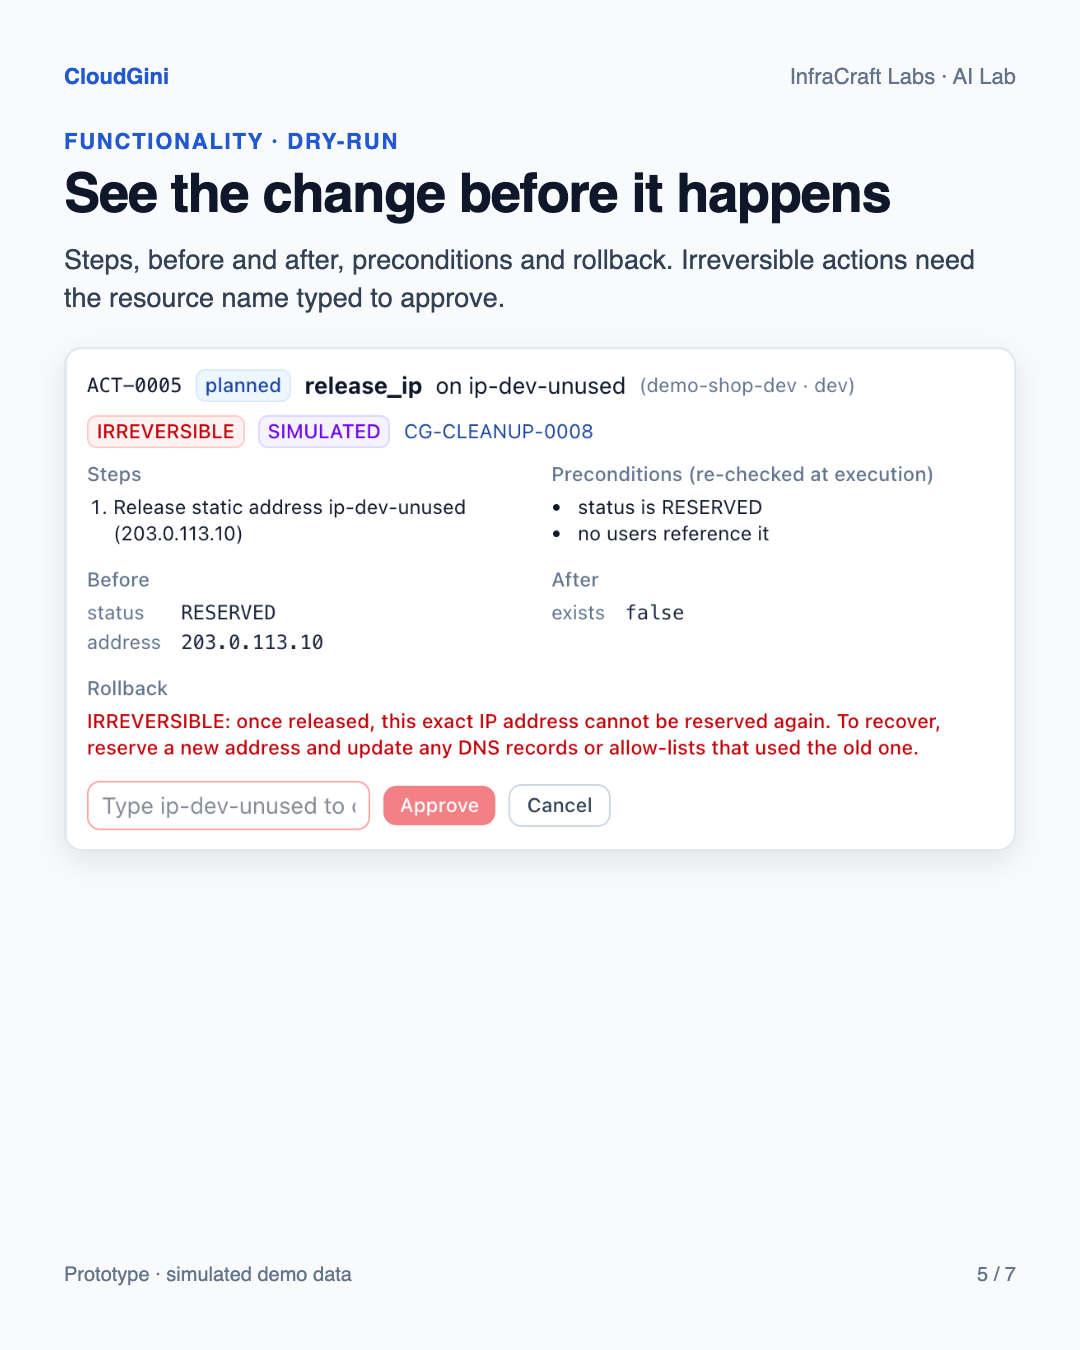 CloudGini
InfraCraft Labs · AI Lab
FUNCTIONALITY · DRY-RUN
See the change before it happens
Steps, before and after, preconditions and rollback. Irreversible actions need
the resource name typed to approve.
ACT-0005 planned release_ip on ip-dev-unused (demo-shop-dev · dev)
IRREVERSIBLE SIMULATED CG-CLEANUP-0008
Steps
1. Release static address ip-dev-unused
(203.0.113.10)
Preconditions (re-checked at execution)
• status is RESERVED
• no users reference it
Before
status RESERVED
address 203.0.113.10
After
exists false
Rollback
IRREVERSIBLE: once released, this exact IP address cannot be reserved again. To recover,
reserve a new address and update any DNS records or allow-lists that used the old one.
Type ip-dev-unused to
Approve
Cancel
Prototype · simulated demo data
5 / 7